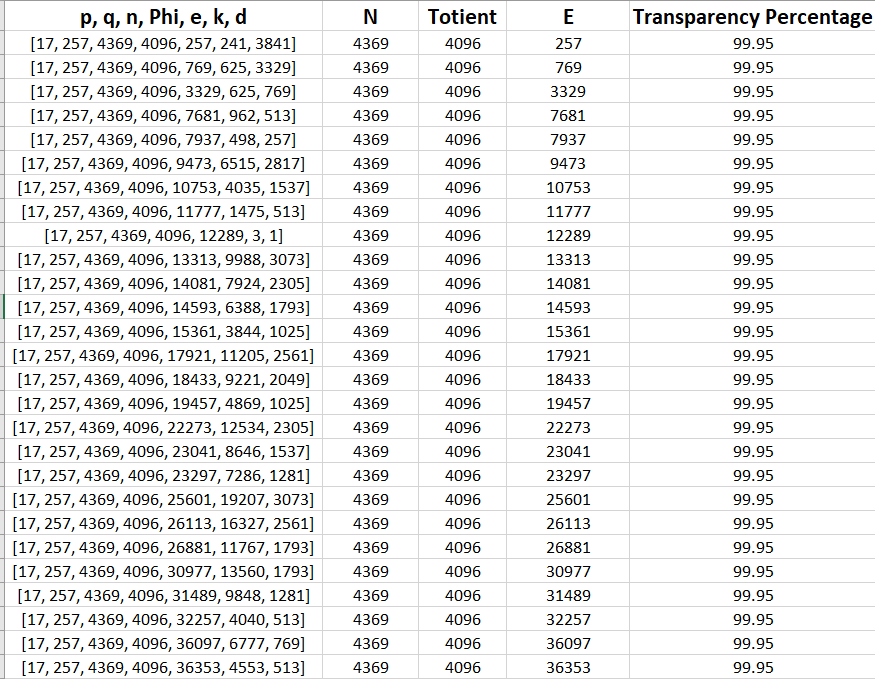 p, q, n, Phi, e, k, d N Totient E Transparency Percentage
[17, 257, 4369, 4096, 257, 241, 3841] 4369 4096 257 99.95
[17, 257, 4369, 4096, 769, 625, 3329] 4369 4096 769 99.95
[17, 257, 4369, 4096, 3329, 625, 769] 4369 4096 3329 99.95
[17, 257, 4369, 4096, 7681, 962, 513] 4369 4096 7681 99.95
[17, 257, 4369, 4096, 7937, 498, 257] 4369 4096 7937 99.95
[17, 257, 4369, 4096, 9473, 6515, 2817] 4369 4096 9473 99.95
[17, 257, 4369, 4096, 10753, 4035, 1537] 4369 4096 10753 99.95
[17, 257, 4369, 4096, 11777, 1475, 513] 4369 4096 11777 99.95
[17, 257, 4369, 4096, 12289, 3, 1] 4369 4096 12289 99.95
[17, 257, 4369, 4096, 13313, 9988, 3073] 4369 4096 13313 99.95
[17, 257, 4369, 4096, 14081, 7924, 2305] 4369 4096 14081 99.95
[17, 257, 4369, 4096, 14593, 6388, 1793] 4369 4096 14593 99.95
[17, 257, 4369, 4096, 15361, 3844, 1025] 4369 4096 15361 99.95
[17, 257, 4369, 4096, 17921, 11205, 2561] 4369 4096 17921 99.95
[17, 257, 4369, 4096, 18433, 9221, 2049] 4369 4096 18433 99.95
[17, 257, 4369, 4096, 19457, 4869, 1025] 4369 4096 19457 99.95
[17, 257, 4369, 4096, 22273, 12534, 2305] 4369 4096 22273 99.95
[17, 257, 4369, 4096, 23041, 8646, 1537] 4369 4096 23041 99.95
[17, 257, 4369, 4096, 23297, 7286, 1281] 4369 4096 23297 99.95
[17, 257, 4369, 4096, 25601, 19207, 3073] 4369 4096 25601 99.95
[17, 257, 4369, 4096, 26113, 16327, 2561] 4369 4096 26113 99.95
[17, 257, 4369, 4096, 26881, 11767, 1793] 4369 4096 26881 99.95
[17, 257, 4369, 4096, 30977, 13560, 1793] 4369 4096 30977 99.95
[17, 257, 4369, 4096, 31489, 9848, 1281] 4369 4096 31489 99.95
[17, 257, 4369, 4096, 32257, 4040, 513] 4369 4096 32257 99.95
[17, 257, 4369, 4096, 36097, 6777, 769] 4369 4096 36097 99.95
[17, 257, 4369, 4096, 36353, 4553, 513] 4369 4096 36353 99.95